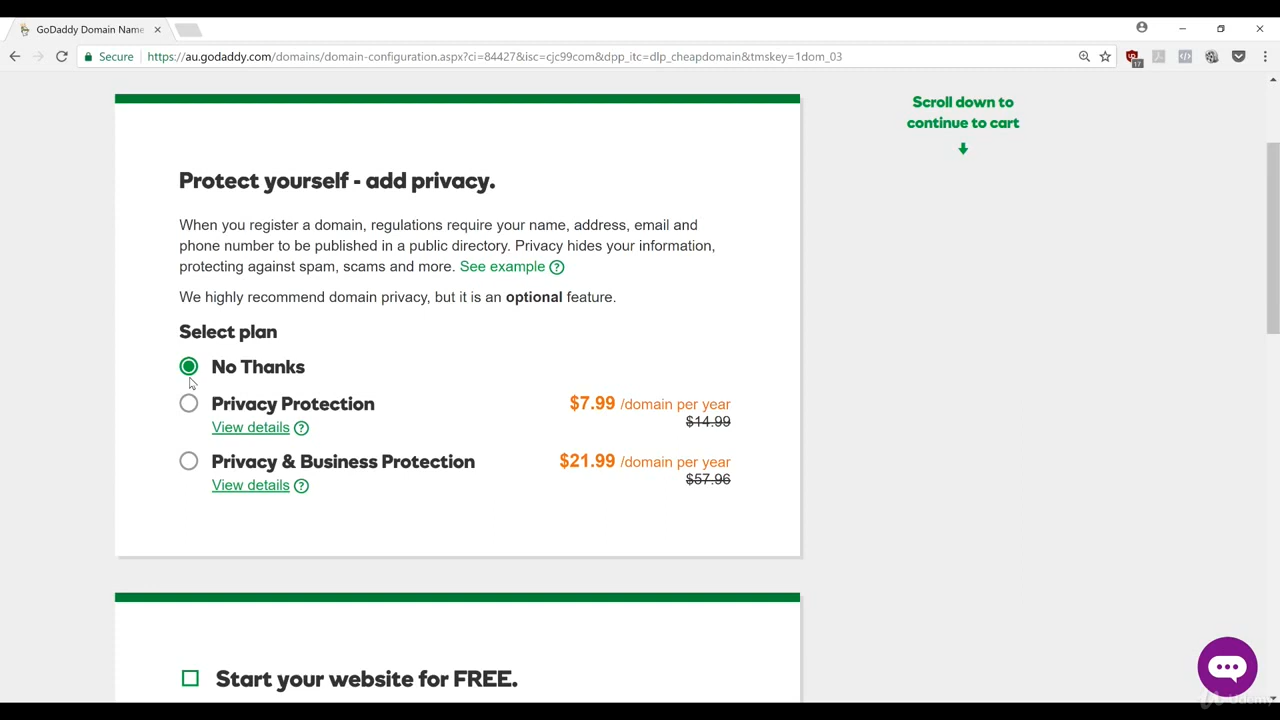 GoDaddy Domain Name
Secure
https://au.godaddy.com/domains/domain-configuration.aspx?ci=84427&isc=cjc99com&dpp_itc=dlp_cheapdomain&tmskey=1dom_03
17
Scroll down to
continue to cart
Protect yourself - add privacy.
When you register a domain, regulations require your name, address, email and
phone number to be published in a public directory. Privacy hides your information,
protecting against spam, scams and more. See example ?
We highly recommend domain privacy, but it is an optional feature.
Select plan
No Thanks
Privacy Protection $7.99 /domain per year
$14.99
View details ?
Privacy & Business Protection $21.99 /domain per year
$57.96
View details ?
Start your website for FREE.
Udemy